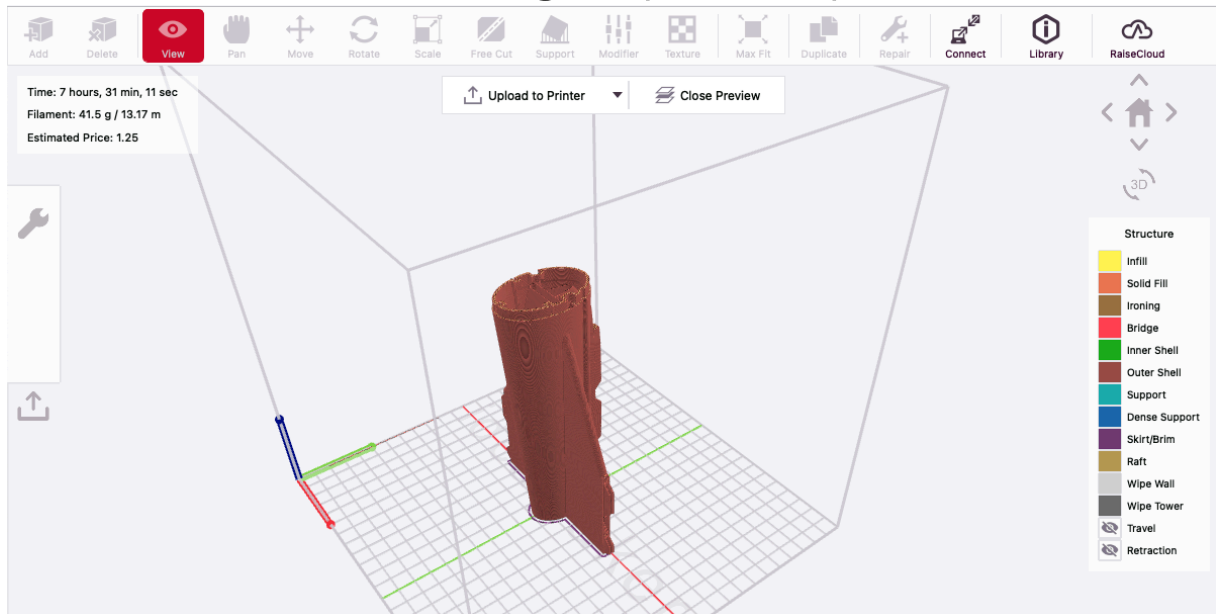 Add Delete View Pan Move Rotate Scale Free Cut Support Modifier Texture Max Fit Duplicate Repair Connect Library RaiseCloud
Time: 7 hours, 31 min, 11 sec
Filament: 41.5 g / 13.17 m
Estimated Price: 1.25
Upload to Printer Close Preview
3D
Structure
Infill
Solid Fill
Ironing
Bridge
Inner Shell
Outer Shell
Support
Dense Support
Skirt/Brim
Raft
Wipe Wall
Wipe Tower
Travel
Retraction